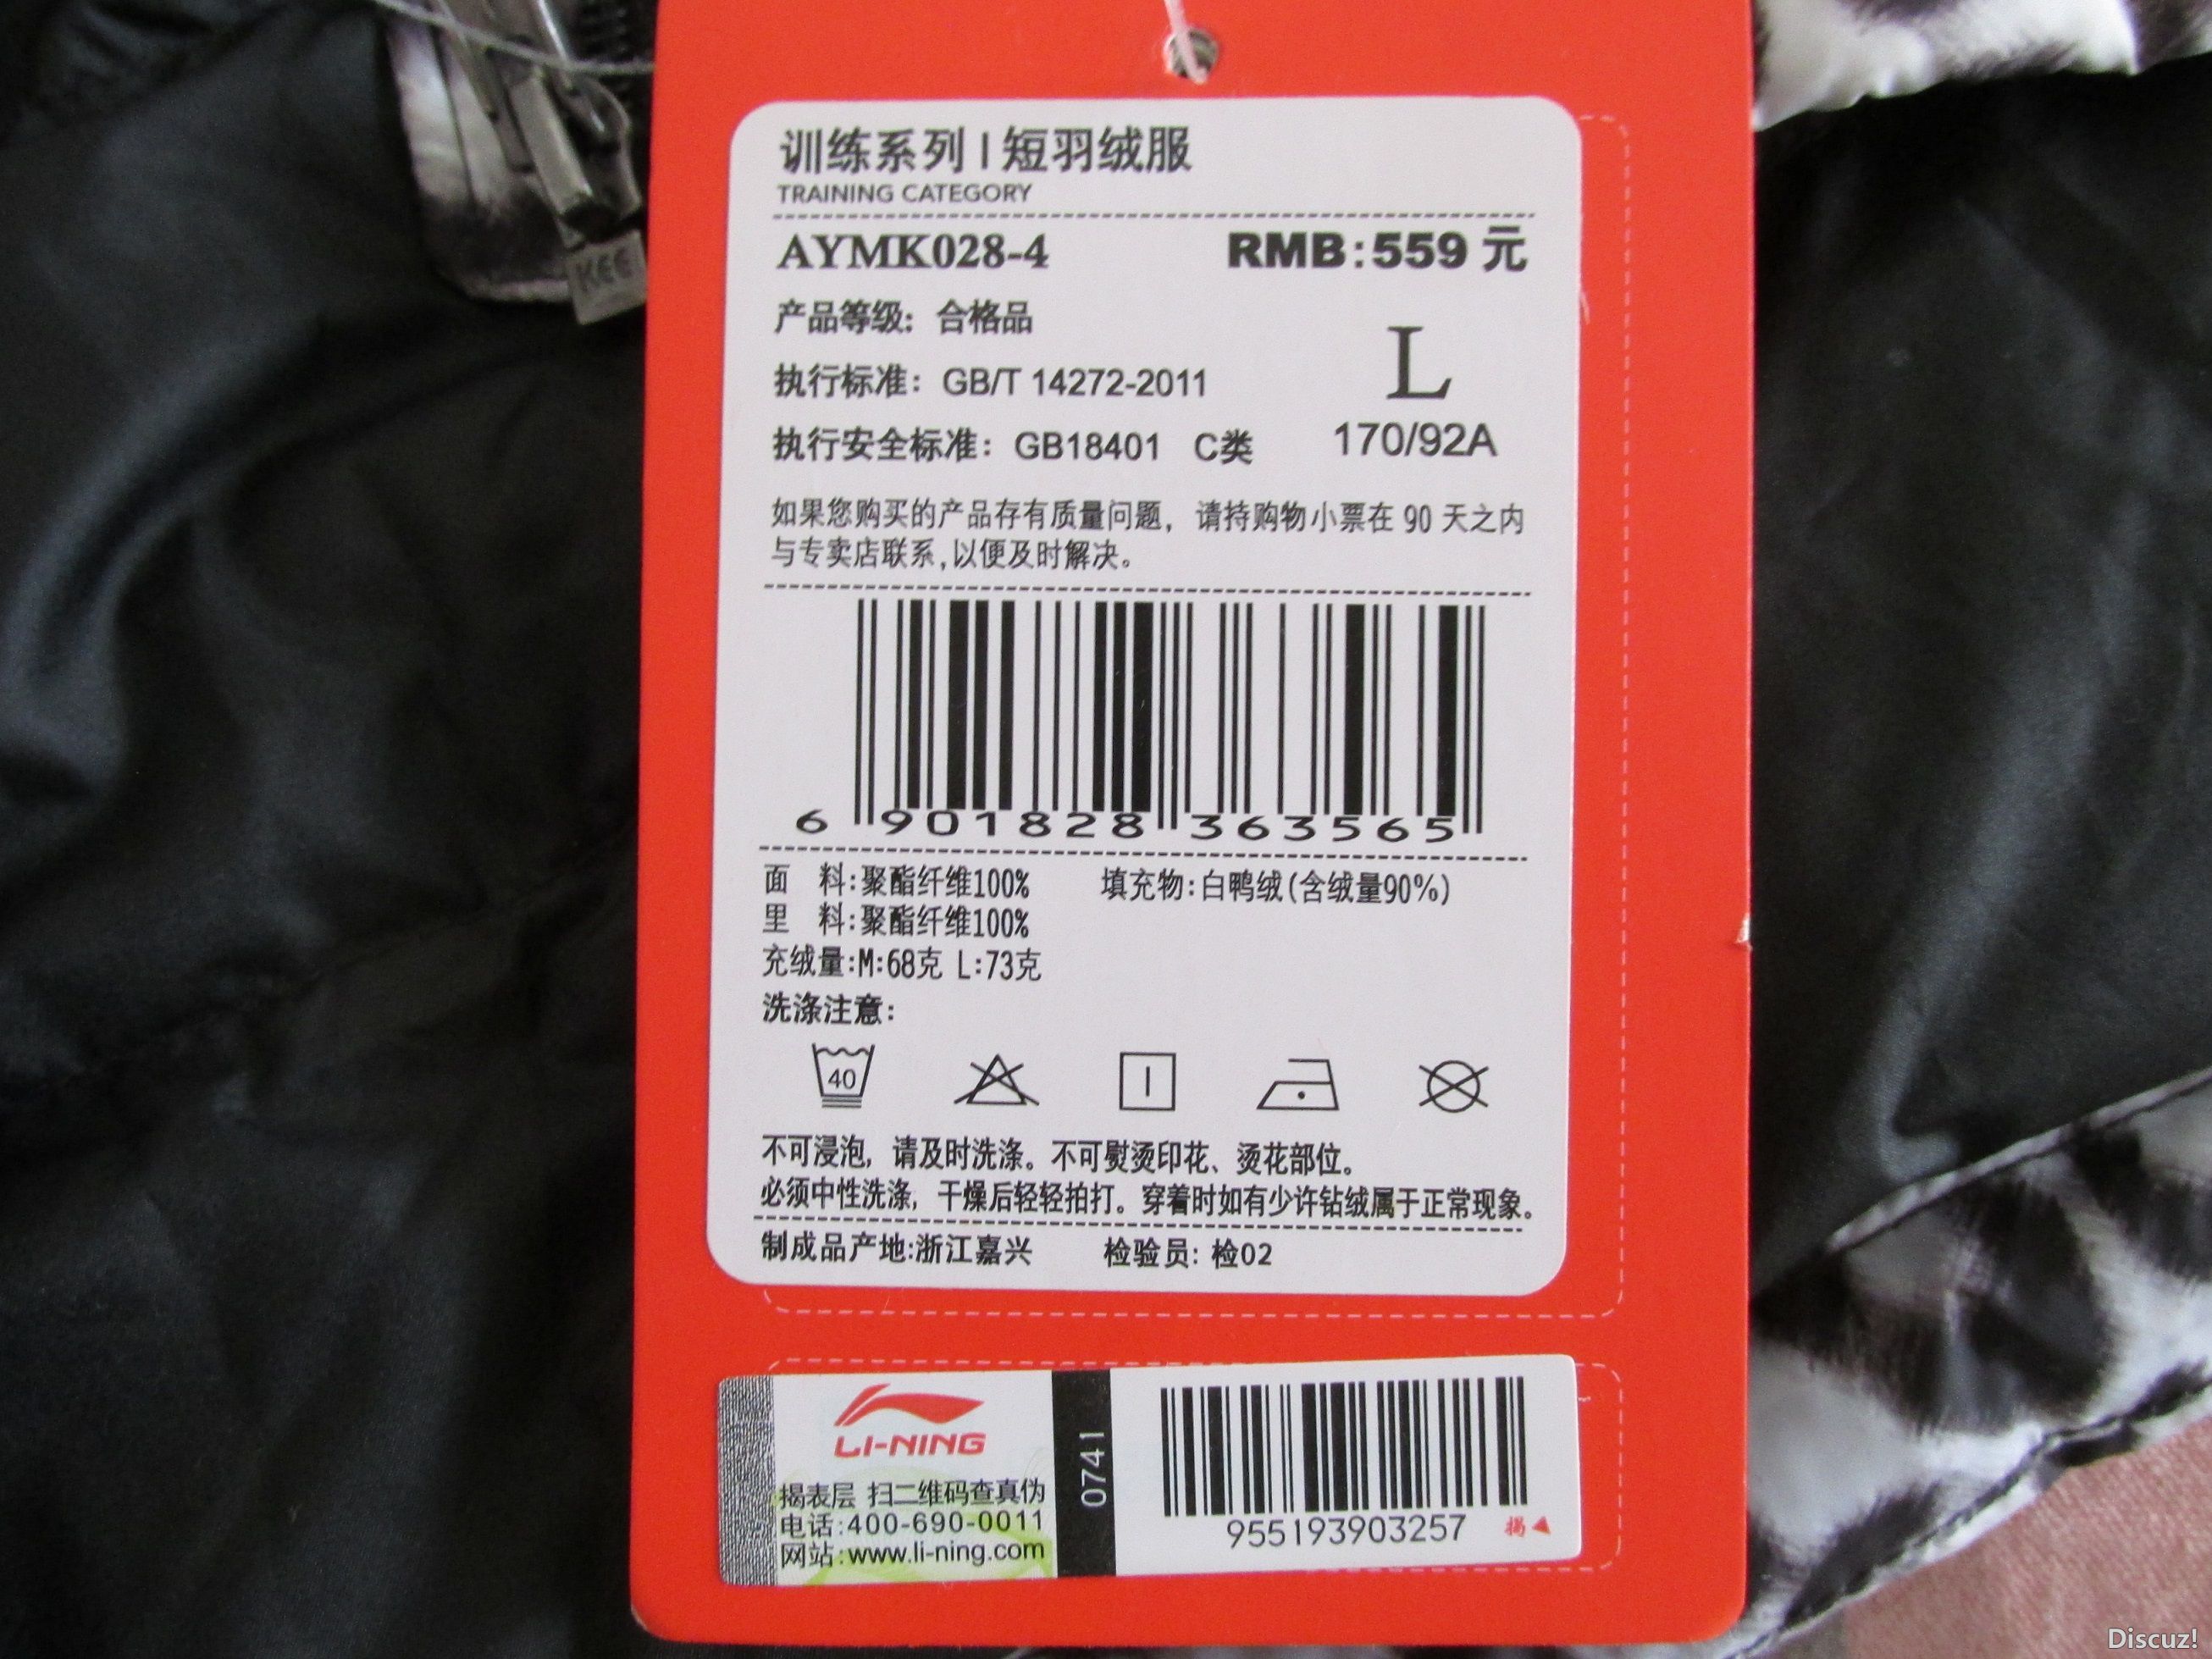 KEE
训练系列 | 短羽绒服
TRAINING CATEGORY
AYMK028-4 RMB:559 元
产品等级: 合格品
L
执行标准: GB/T 14272-2011
执行安全标准: GB18401 C类 170/92A
如果您购买的产品存有质量问题, 请持购物小票在 90 天之内
与专卖店联系,以便及时解决。
6 901828 363565
面 料:聚酯纤维100% 填充物:白鸭绒(含绒量90%)
里 料:聚酯纤维100%
充绒量:M:68克 L:73克
洗涤注意:
40
不可浸泡, 请及时洗涤。不可熨烫印花、烫花部位。
必须中性洗涤, 干燥后轻轻拍打。穿着时如有少许钻绒属于正常现象。
制成品产地:浙江嘉兴 检验员: 检02
LI-NING
揭表层 扫二维码查真伪
电话:400-690-0011
网站:www.li-ning.com
0741
955193903257 揭
Discuz!